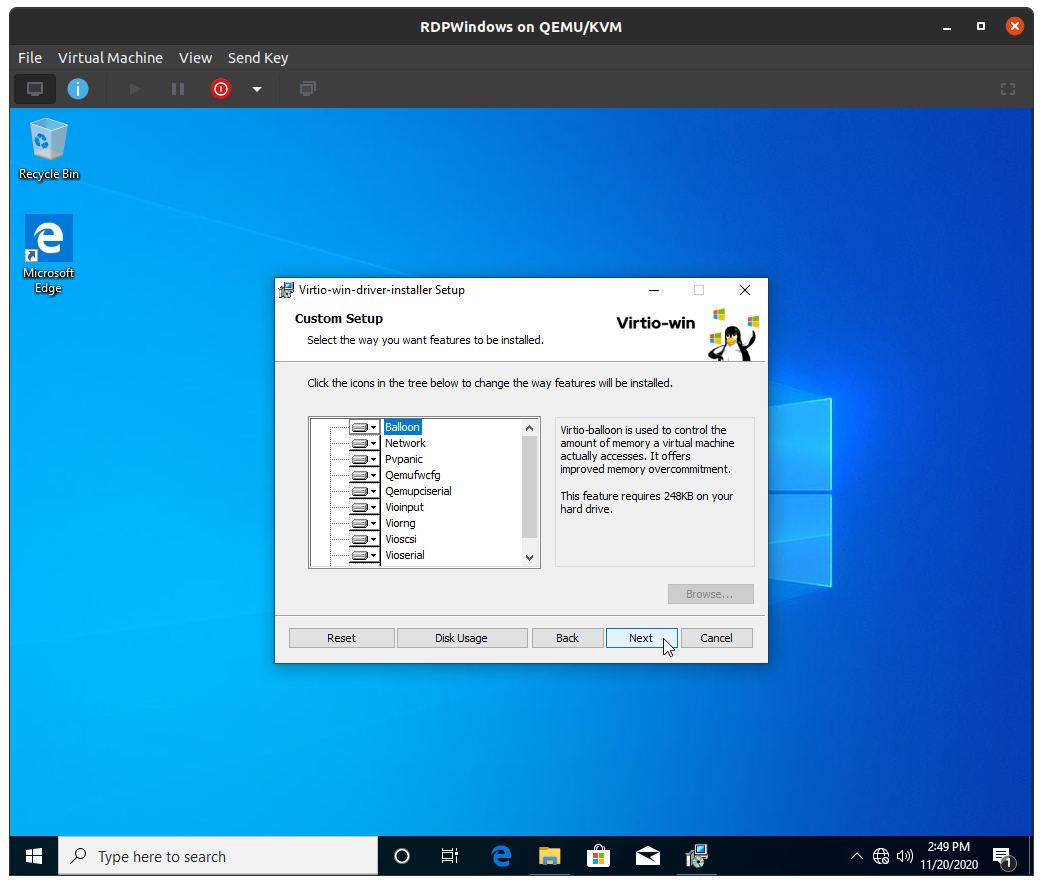 RDPWindows on QEMU/KVM
File Virtual Machine View Send Key
Recycle Bin
Microsoft
Edge
Virtio-win-driver-installer Setup
Custom Setup
Select the way you want features to be installed.
Virtio-win
Click the icons in the tree below to change the way features will be installed.
Balloon
Network
Pvpanic
Qemufwcfg
Qemupciserial
Vioinput
Viorng
Vioscsi
Vioserial
Virtio-balloon is used to control the
amount of memory a virtual machine
actually accesses. It offers
improved memory overcommitment.
This feature requires 248KB on your
hard drive.
Browse...
Reset Disk Usage Back Next Cancel
Type here to search
2:49 PM
11/20/2020
1